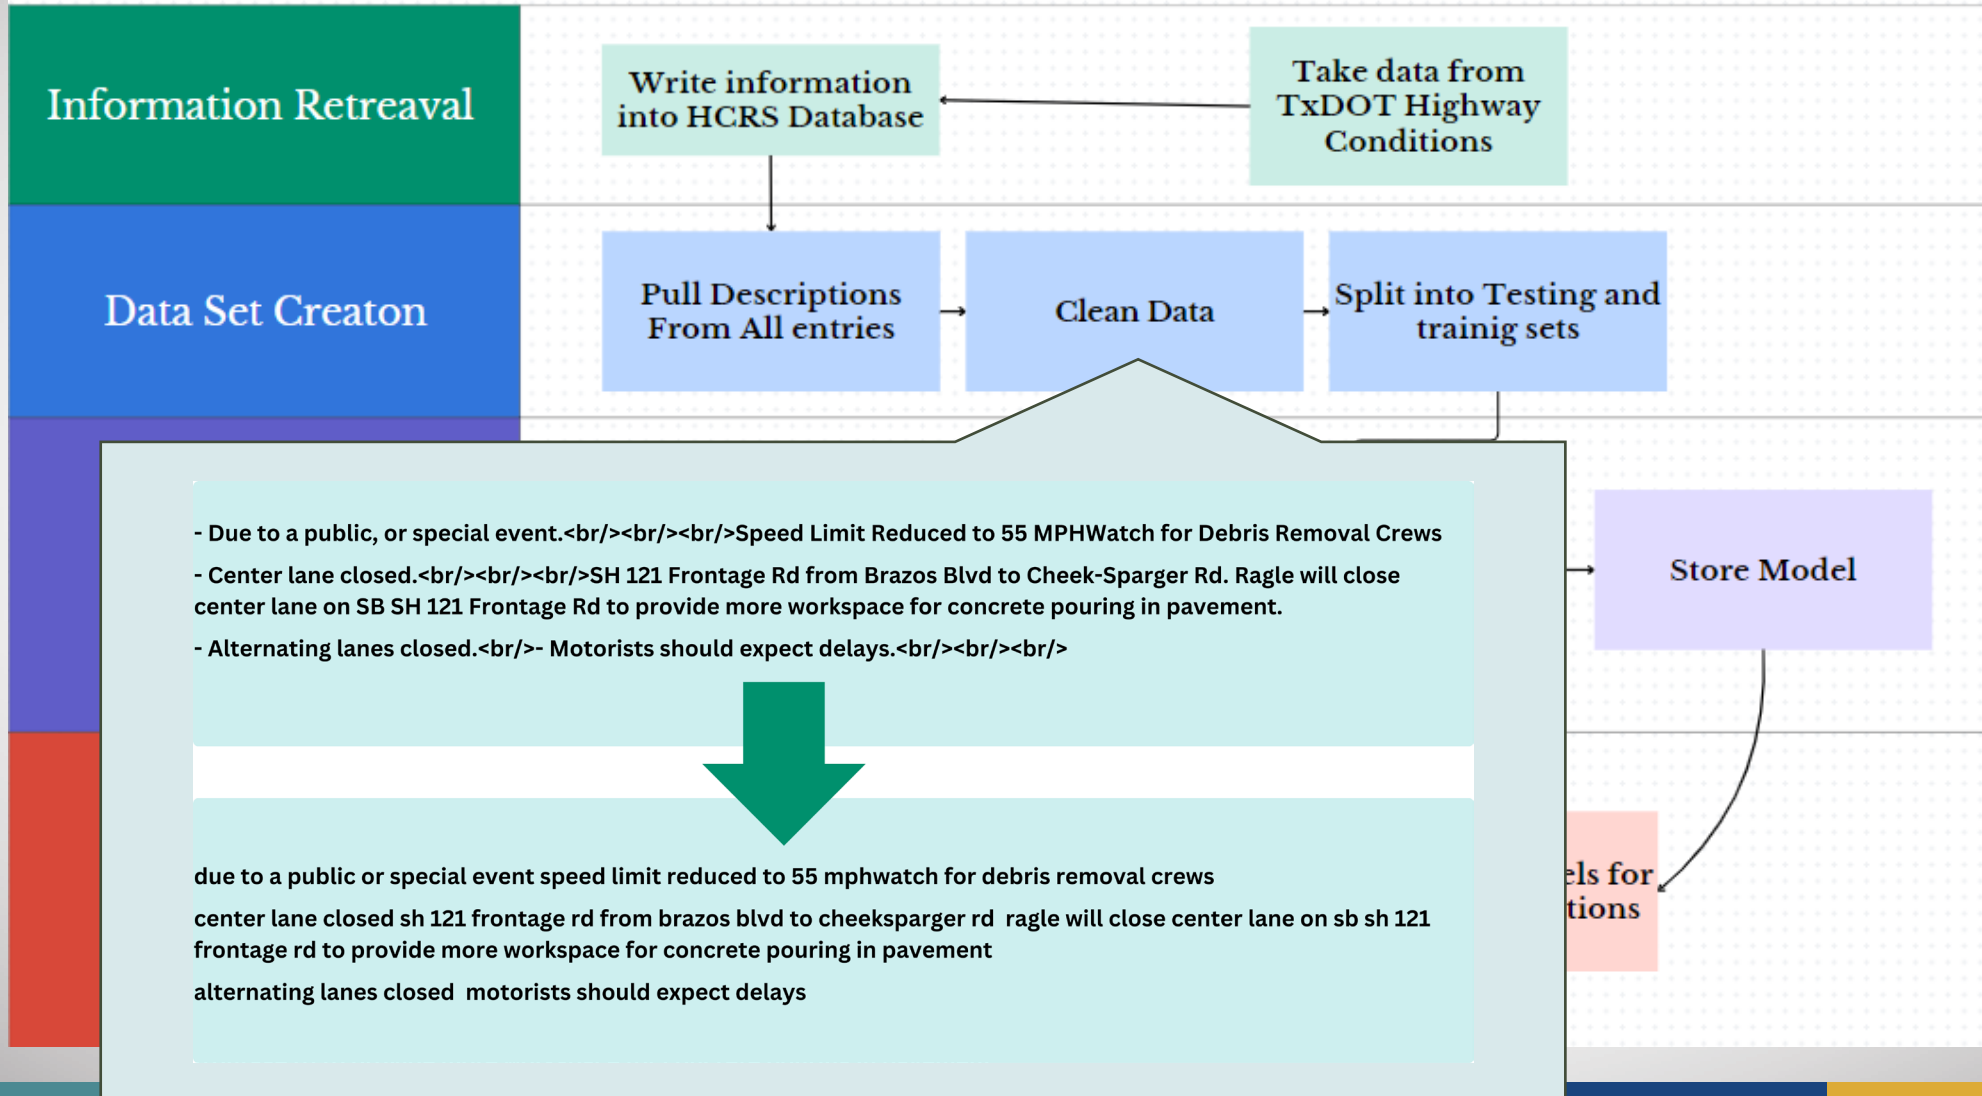 Information Retreaval
Write information
into HCRS Database
Take data from
TxDOT Highway
Conditions
Data Set Creaton
Pull Descriptions
From All entries
Clean Data
Split into Testing and
trainig sets
- Due to a public, or special event.<br/><br/><br/>Speed Limit Reduced to 55 MPHWatch for Debris Removal Crews
- Center lane closed.<br/><br/><br/>SH 121 Frontage Rd from Brazos Blvd to Cheek-Sparger Rd. Ragle will close
center lane on SB SH 121 Frontage Rd to provide more workspace for concrete pouring in pavement.
- Alternating lanes closed.<br/>- Motorists should expect delays.<br/><br/><br/>
due to a public or special event speed limit reduced to 55 mphwatch for debris removal crews
center lane closed sh 121 frontage rd from brazos blvd to cheeksparger rd  ragle will close center lane on sb sh 121
frontage rd to provide more workspace for concrete pouring in pavement
alternating lanes closed  motorists should expect delays
Store Model
els for
tions